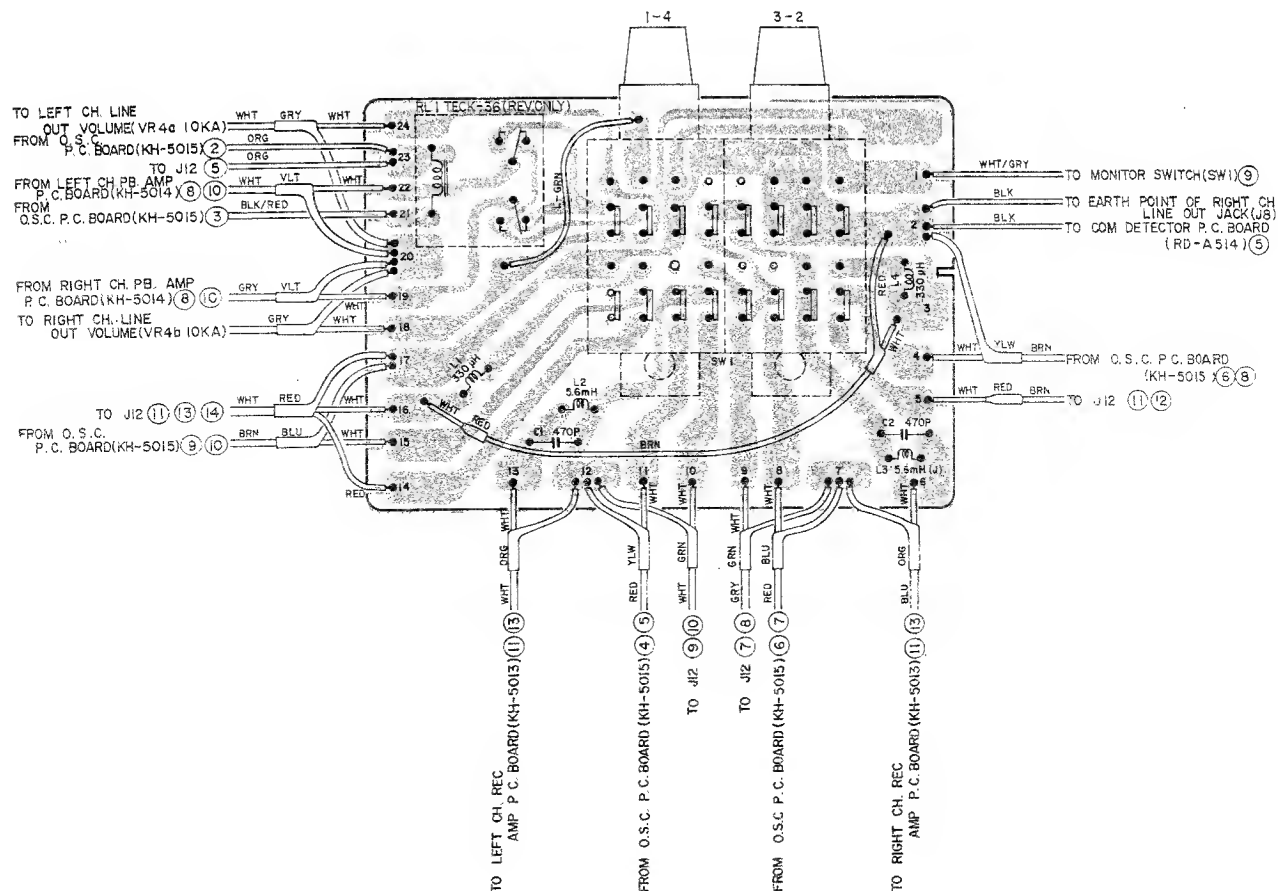 1-4
3-2
RL1 TECK-36(REV.ONLY)
TO LEFT CH. LINE
OUT VOLUME(VR4a 10KA)
WHT
GRY
WHT
24
FROM O.S.C.
P.C.BOARD(KH-5015) 2
ORG
23
TO J12 5
ORG
FROM LEFT CH PB. AMP
P.C.BOARD(KH-5014) 8 10
WHT
VLT
WHT
22
FROM
O.S.C. P.C.BOARD(KH-5015) 3
BLK/RED
21
20
FROM RIGHT CH. PB. AMP
P.C.BOARD(KH-5014) 8 10
GRY
VLT
WHT
19
TO RIGHT CH. LINE
OUT VOLUME(VR4b 10KA)
GRY
WHT
18
17
TO J12 11 13 14
WHT
RED
WHT
16
FROM O.S.C.
P.C. BOARD(KH-5015) 9 10
BRN
BLU
WHT
15
RED
14
GRN
L1
330μH
L2
5.6mH
C1 470P
WHT
RED
BRN
SW1
RED
WHT
L4
330μH
1
WHT/GRY
TO MONITOR SWITCH(SW1) 9
BLK
TO EARTH POINT OF RIGHT CH
LINE OUT JACK(J8)
2
BLK
TO COM DETECTOR P.C. BOARD
(RD-A514) 5
3
4
WHT
YLW
BRN
FROM O.S.C. P.C.BOARD
(KH-5015) 6 8
5
WHT
RED
BRN
TO J12 11 12
C2 470P
L3 5.6mH(J)
13
12
11
10
9
8
7
6
WHT
WHT
WHT
WHT
WHT
WHT
ORG
YLW
GRN
GRN
BLU
ORG
WHT
RED
WHT
GRY
RED
BLU
TO LEFT CH. REC
AMP P.C.BOARD(KH-5013) 11 13
FROM O.S.C P.C.BOARD(KH-5015) 4 5
TO J12 9 10
TO J12 7 8
FROM O.S.C P.C.BOARD(KH-5015) 6 7
TO RIGHT CH. REC
AMP P.C.BOARD(KH-5013) 11 13